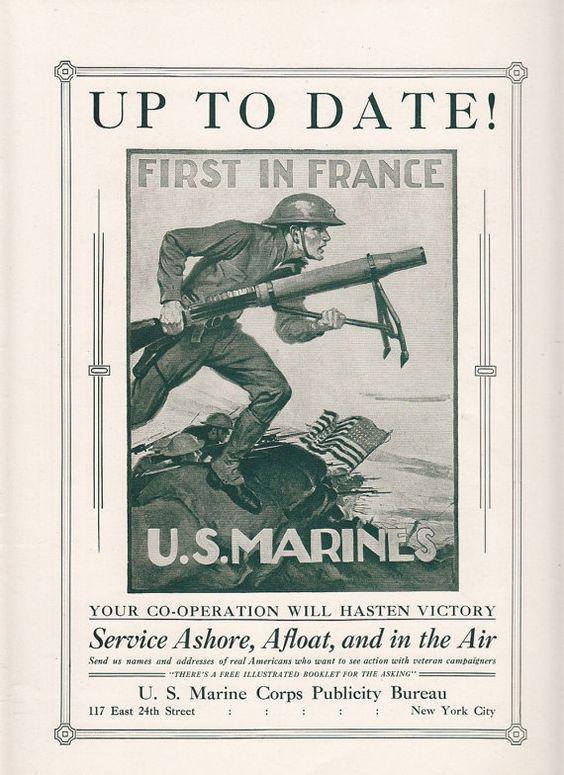 UP TO DATE!
FIRST IN FRANCE
U.S. MARINES
YOUR CO-OPERATION WILL HASTEN VICTORY
Service Ashore, Afloat, and in the Air
Send us names and addresses of real Americans who want to see action with veteran campaigners
"THERE'S A FREE ILLUSTRATED BOOKLET FOR THE ASKING"
U. S. Marine Corps Publicity Bureau
117 East 24th Street : : : : : New York City